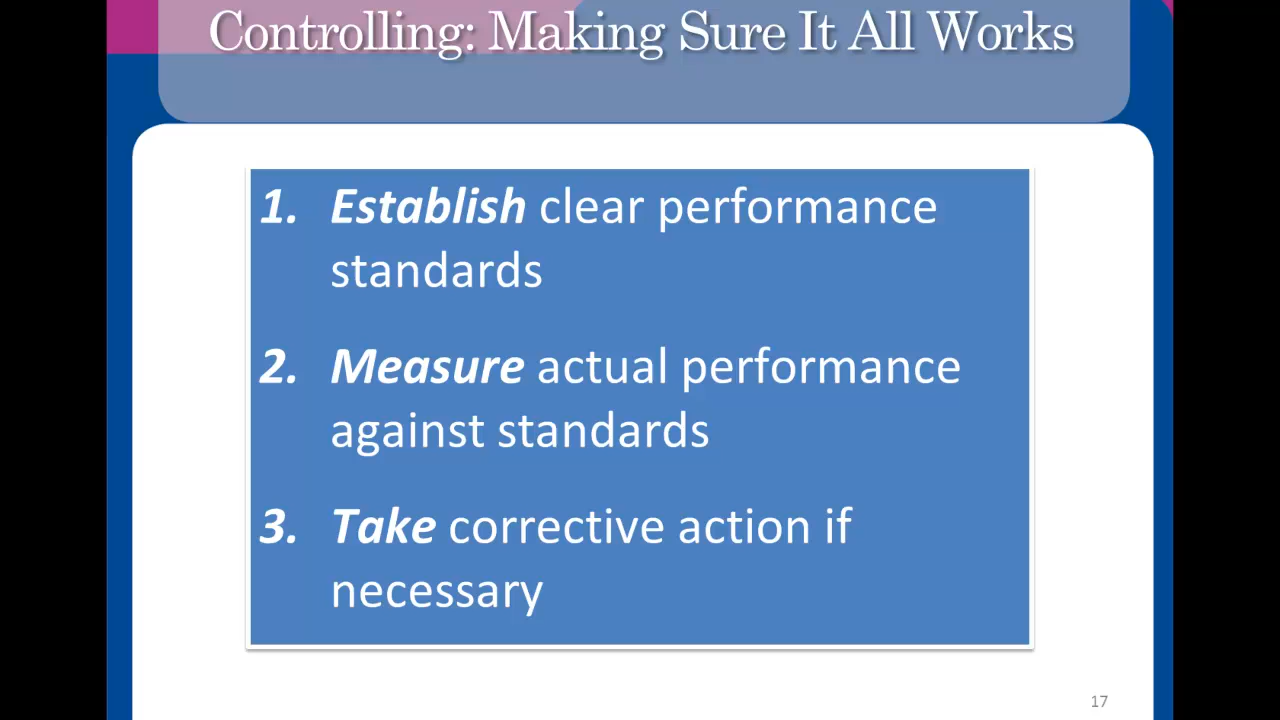 Controlling: Making Sure It All Works
1. Establish clear performance
standards
2. Measure actual performance
against standards
3. Take corrective action if
necessary
17